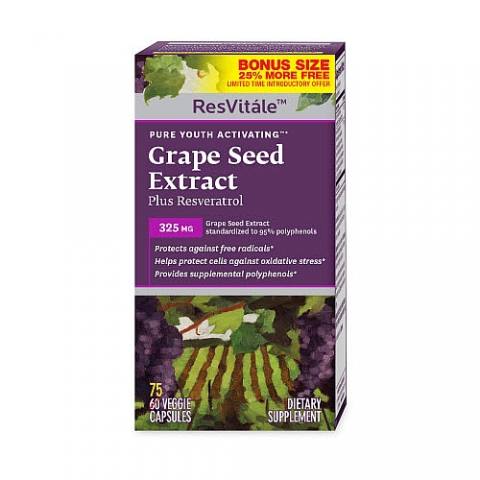 BONUS SIZE
25% MORE FREE
LIMITED TIME INTRODUCTORY OFFER
ResVitále™
PURE YOUTH ACTIVATING™*
Grape Seed
Extract
Plus Resveratrol
325 MG
Grape Seed Extract
standardized to 95% polyphenols
Protects against free radicals*
Helps protect cells against oxidative stress*
Provides supplemental polyphenols*
75
60 VEGGIE
CAPSULES
DIETARY
SUPPLEMENT